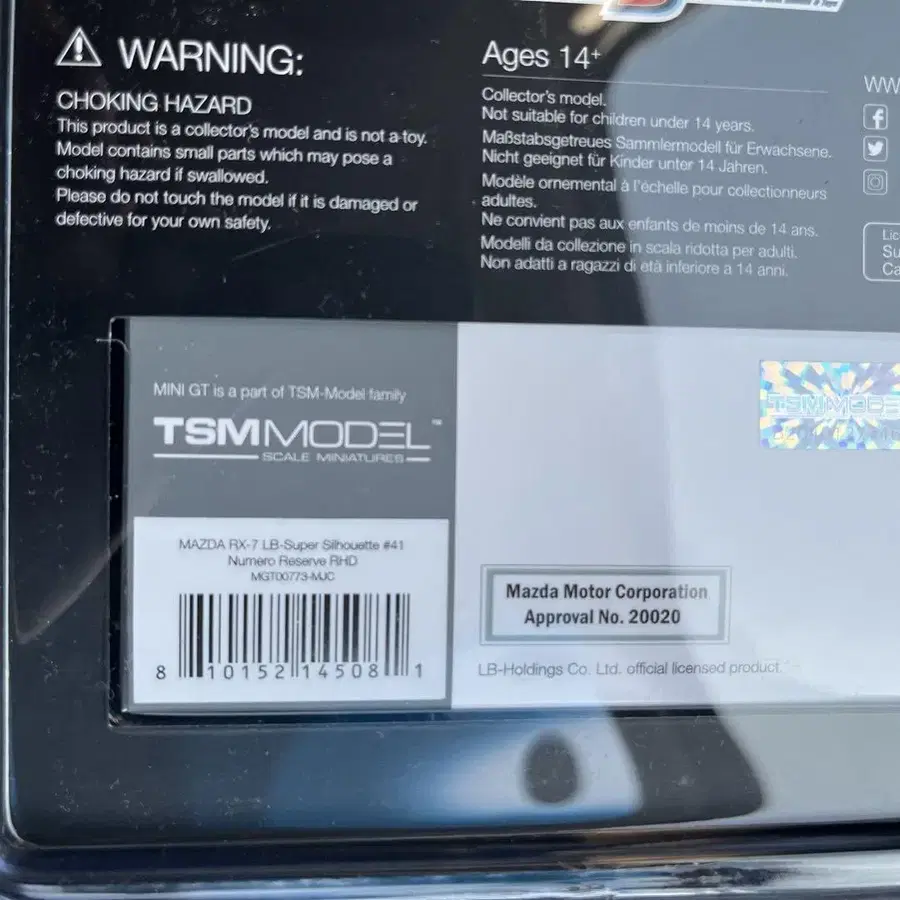 WARNING:
CHOKING HAZARD
This product is a collector's model and is not a toy.
Model contains small parts which may pose a
choking hazard if swallowed.
Please do not touch the model if it is damaged or
defective for your own safety.
Ages 14+
Collector's model.
Not suitable for children under 14 years.
Maßstabsgetreues Sammlermodell für Erwachsene.
Nicht geeignet für Kinder unter 14 Jahren.
Modèle ornemental à l'échelle pour collectionneurs
adultes.
Ne convient pas aux enfants de moins de 14 ans.
Modelli da collezione in scala ridotta per adulti.
Non adatti a ragazzi di età inferiore a 14 anni.
MINI GT is a part of TSM-Model family
TSMMODEL™
SCALE MINIATURES
MAZDA RX-7 LB-Super Silhouette #41
Numero Reserve RHD
MGT00773-MJC
8 10152 14508 1
TSMMODE
Mazda Motor Corporation
Approval No. 20020
LB-Holdings Co. Ltd. official licensed product.